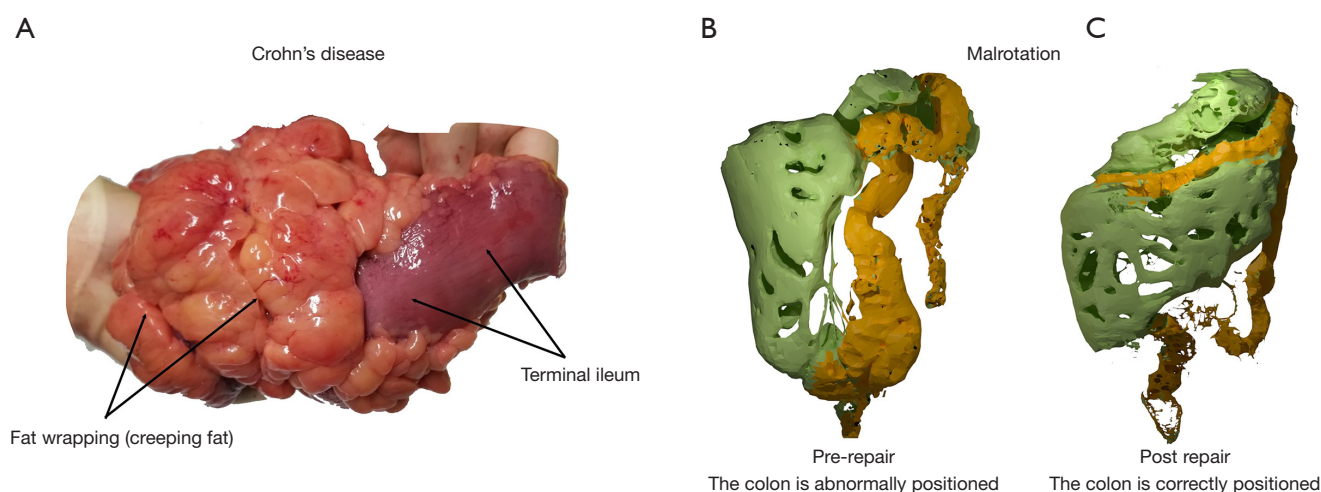 A
Crohn's disease
Fat wrapping (creeping fat)
Terminal ileum
B
Malrotation
C
Pre-repair
The colon is abnormally positioned
Post repair
The colon is correctly positioned